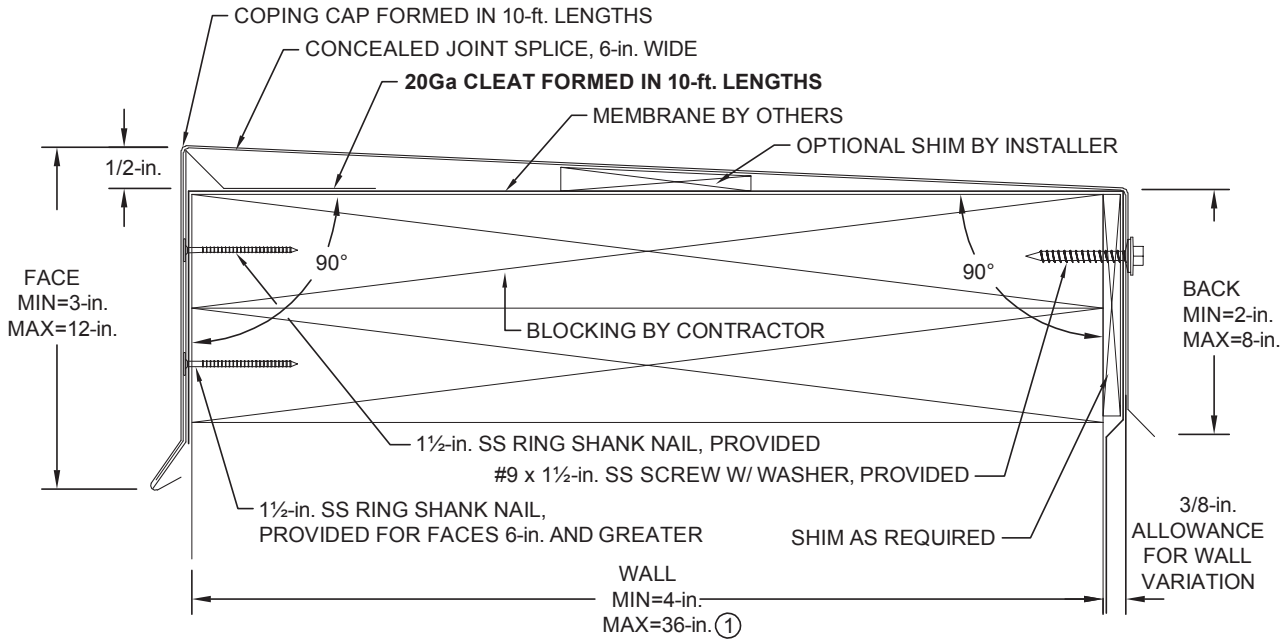 COPING CAP FORMED IN 10-ft. LENGTHS
CONCEALED JOINT SPLICE, 6-in. WIDE
20Ga CLEAT FORMED IN 10-ft. LENGTHS
MEMBRANE BY OTHERS
OPTIONAL SHIM BY INSTALLER
1/2-in.
90°
90°
FACE
MIN=3-in.
MAX=12-in.
BACK
MIN=2-in.
MAX=8-in.
BLOCKING BY CONTRACTOR
1½-in. SS RING SHANK NAIL, PROVIDED
#9 x 1½-in. SS SCREW W/ WASHER, PROVIDED
1½-in. SS RING SHANK NAIL,
PROVIDED FOR FACES 6-in. AND GREATER
SHIM AS REQUIRED
3/8-in.
ALLOWANCE
FOR WALL
VARIATION
WALL
MIN=4-in.
MAX=36-in. ①